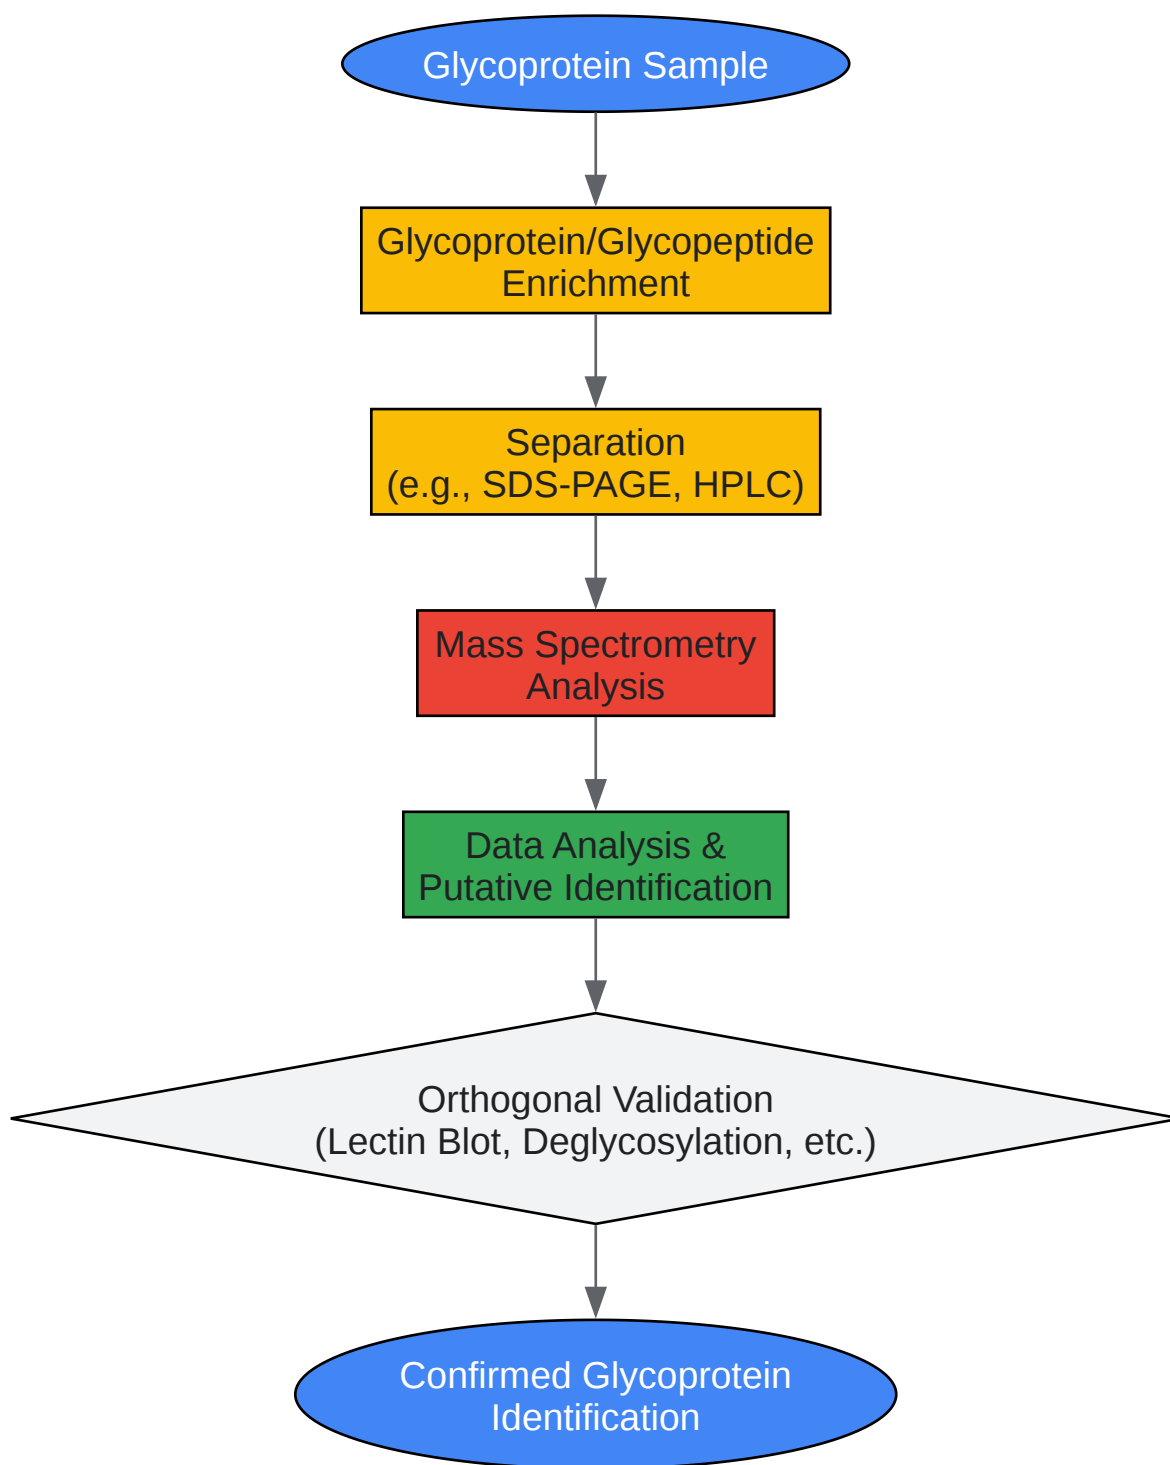 Glycoprotein Sample
Glycoprotein/Glycopeptide
Enrichment
Separation
(e.g., SDS-PAGE, HPLC)
Mass Spectrometry
Analysis
Data Analysis &
Putative Identification
Orthogonal Validation
(Lectin Blot, Deglycosylation, etc.)
Confirmed Glycoprotein
Identification